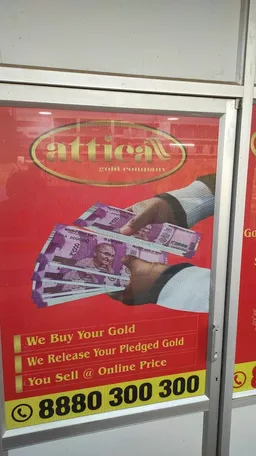 attica
gold company
We Buy Your Gold
We Release Your Pledged Gold
You Sell @ Online Price
8880 300 300